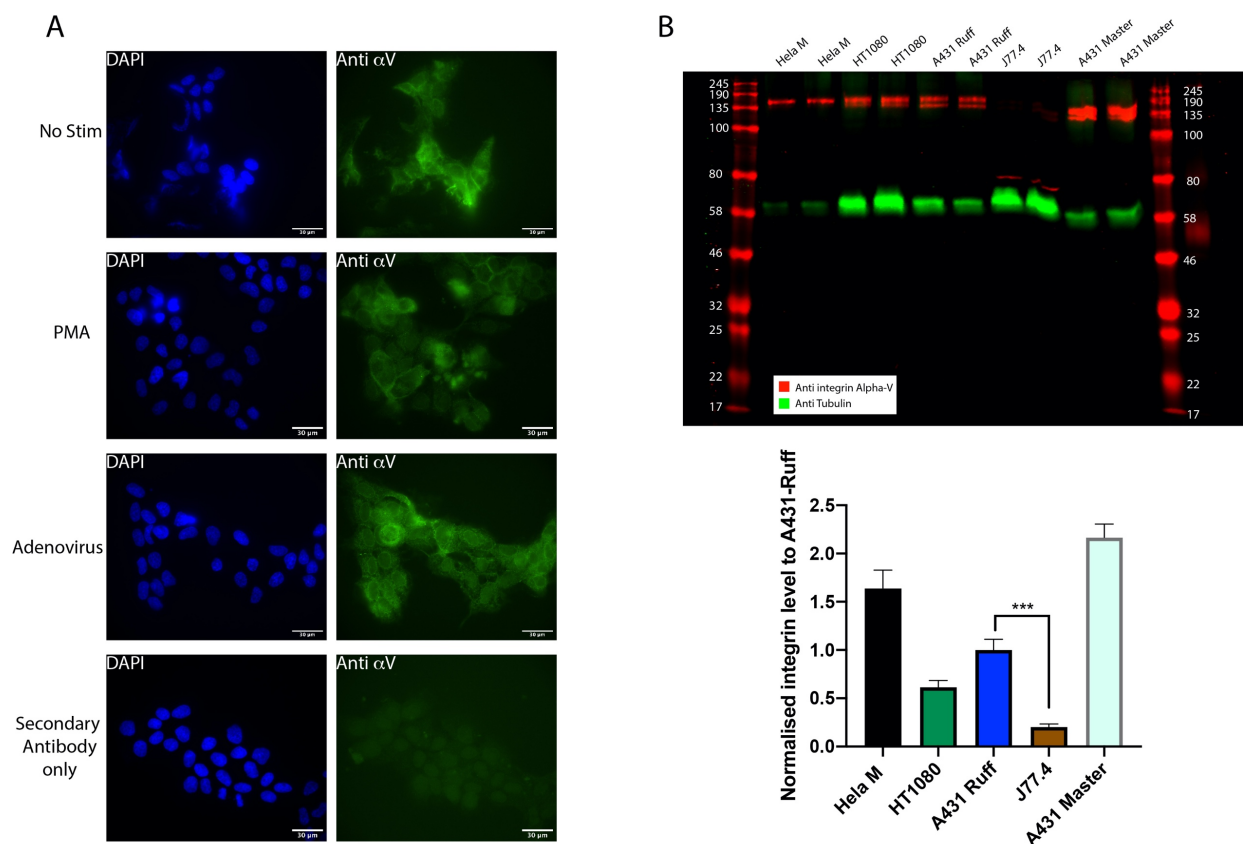 A
DAPI
Anti αV
No Stim
30 µm
30 µm
DAPI
Anti αV
PMA
30 µm
30 µm
DAPI
Anti αV
Adenovirus
30 µm
30 µm
DAPI
Anti αV
Secondary
Antibody
only
30 µm
30 µm
B
Hela M
Hela M
HT1080
HT1080
A431 Ruff
A431 Ruff
J77.4
J77.4
A431 Master
A431 Master
245
190
135
100
80
58
46
32
25
22
17
245
190
135
100
80
58
46
32
25
22
17
Anti integrin Alpha-V
Anti Tubulin
Normalised integrin level to A431-Ruff
2.5
2.0
1.5
1.0
0.5
0.0
***
Hela M
HT1080
A431 Ruff
J77.4
A431 Master